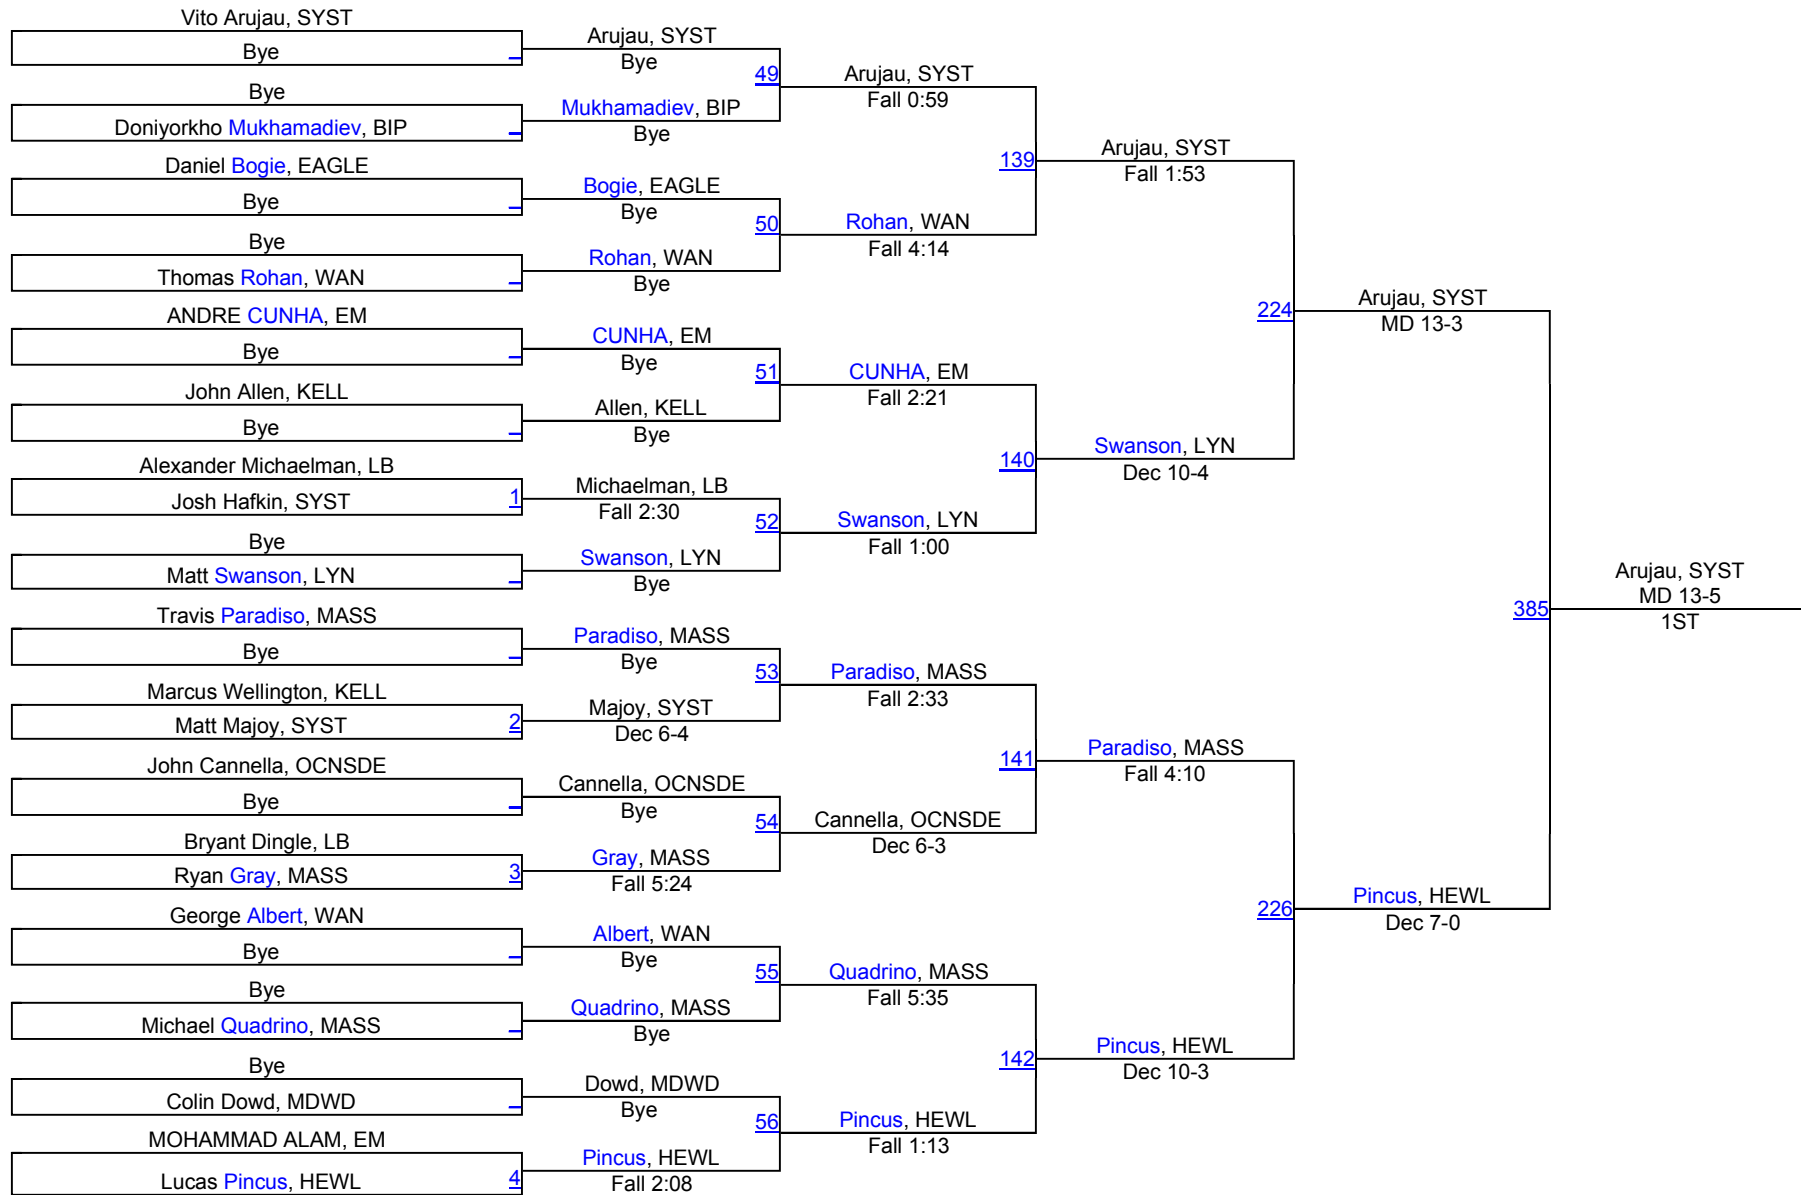 Vito Arujau, SYST
Bye
Bye
Doniyorkho Mukhamadiev, BIP
Daniel Bogie, EAGLE
Bye
Bye
Thomas Rohan, WAN
ANDRE CUNHA, EM
Bye
John Allen, KELL
Bye
Alexander Michaelman, LB
Josh Hafkin, SYST
1
Bye
Matt Swanson, LYN
Travis Paradiso, MASS
Bye
Marcus Wellington, KELL
Matt Majoy, SYST
2
John Cannella, OCNSDE
Bye
Bryant Dingle, LB
Ryan Gray, MASS
3
George Albert, WAN
Bye
Bye
Michael Quadrino, MASS
Bye
Colin Dowd, MDWD
MOHAMMAD ALAM, EM
Lucas Pincus, HEWL
4
Arujau, SYST
Bye
49
Mukhamadiev, BIP
Bye
Bogie, EAGLE
Bye
50
Rohan, WAN
Bye
CUNHA, EM
Bye
51
Allen, KELL
Bye
Michaelman, LB
Fall 2:30
52
Swanson, LYN
Bye
Paradiso, MASS
Bye
53
Majoy, SYST
Dec 6-4
Cannella, OCNSDE
Bye
54
Gray, MASS
Fall 5:24
Albert, WAN
Bye
55
Quadrino, MASS
Bye
Dowd, MDWD
Bye
56
Pincus, HEWL
Fall 2:08
Arujau, SYST
Fall 0:59
139
Rohan, WAN
Fall 4:14
CUNHA, EM
Fall 2:21
140
Swanson, LYN
Fall 1:00
Paradiso, MASS
Fall 2:33
141
Cannella, OCNSDE
Dec 6-3
Quadrino, MASS
Fall 5:35
142
Pincus, HEWL
Fall 1:13
Arujau, SYST
Fall 1:53
224
Swanson, LYN
Dec 10-4
Paradiso, MASS
Fall 4:10
226
Pincus, HEWL
Dec 10-3
Arujau, SYST
MD 13-3
385
Pincus, HEWL
Dec 7-0
Arujau, SYST
MD 13-5
1ST